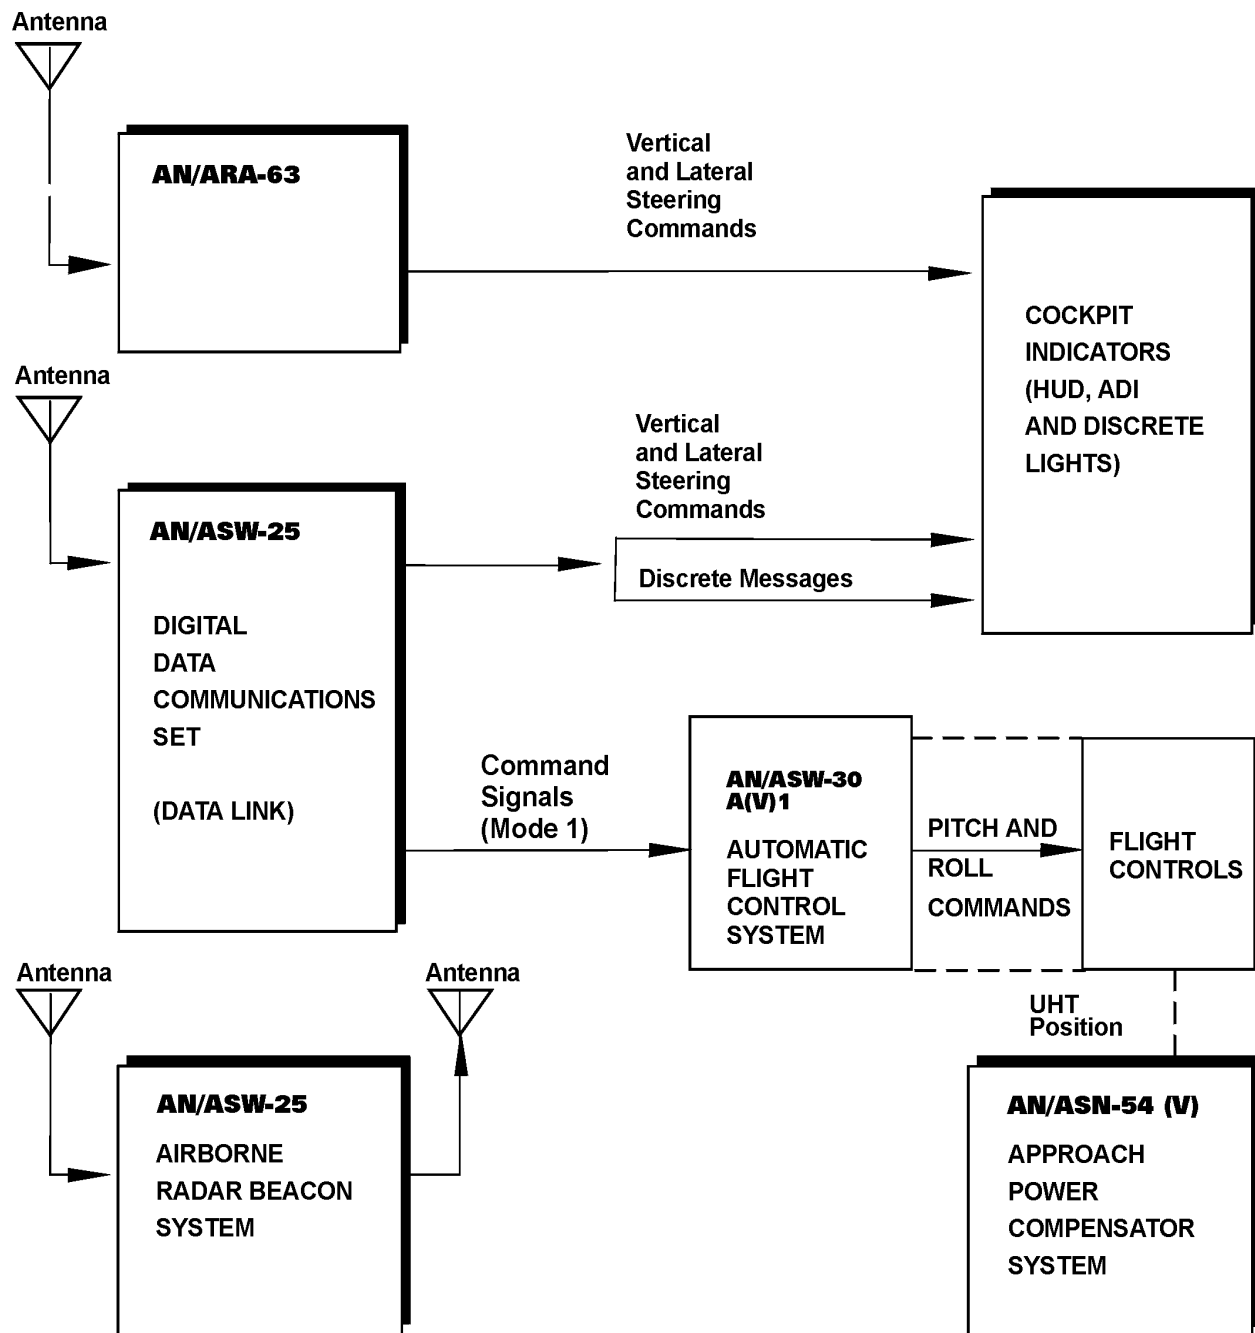 Antenna
AN/ARA-63
Vertical
and Lateral
Steering
Commands
COCKPIT
INDICATORS
(HUD, ADI
AND DISCRETE
LIGHTS)
Antenna
AN/ASW-25
DIGITAL
DATA
COMMUNICATIONS
SET
(DATA LINK)
Vertical
and Lateral
Steering
Commands
Discrete Messages
Command
Signals
(Mode 1)
AN/ASW-30
A(V)1
AUTOMATIC
FLIGHT
CONTROL
SYSTEM
PITCH AND
ROLL
COMMANDS
FLIGHT
CONTROLS
Antenna
Antenna
AN/ASW-25
AIRBORNE
RADAR BEACON
SYSTEM
UHT
Position
AN/ASN-54 (V)
APPROACH
POWER
COMPENSATOR
SYSTEM